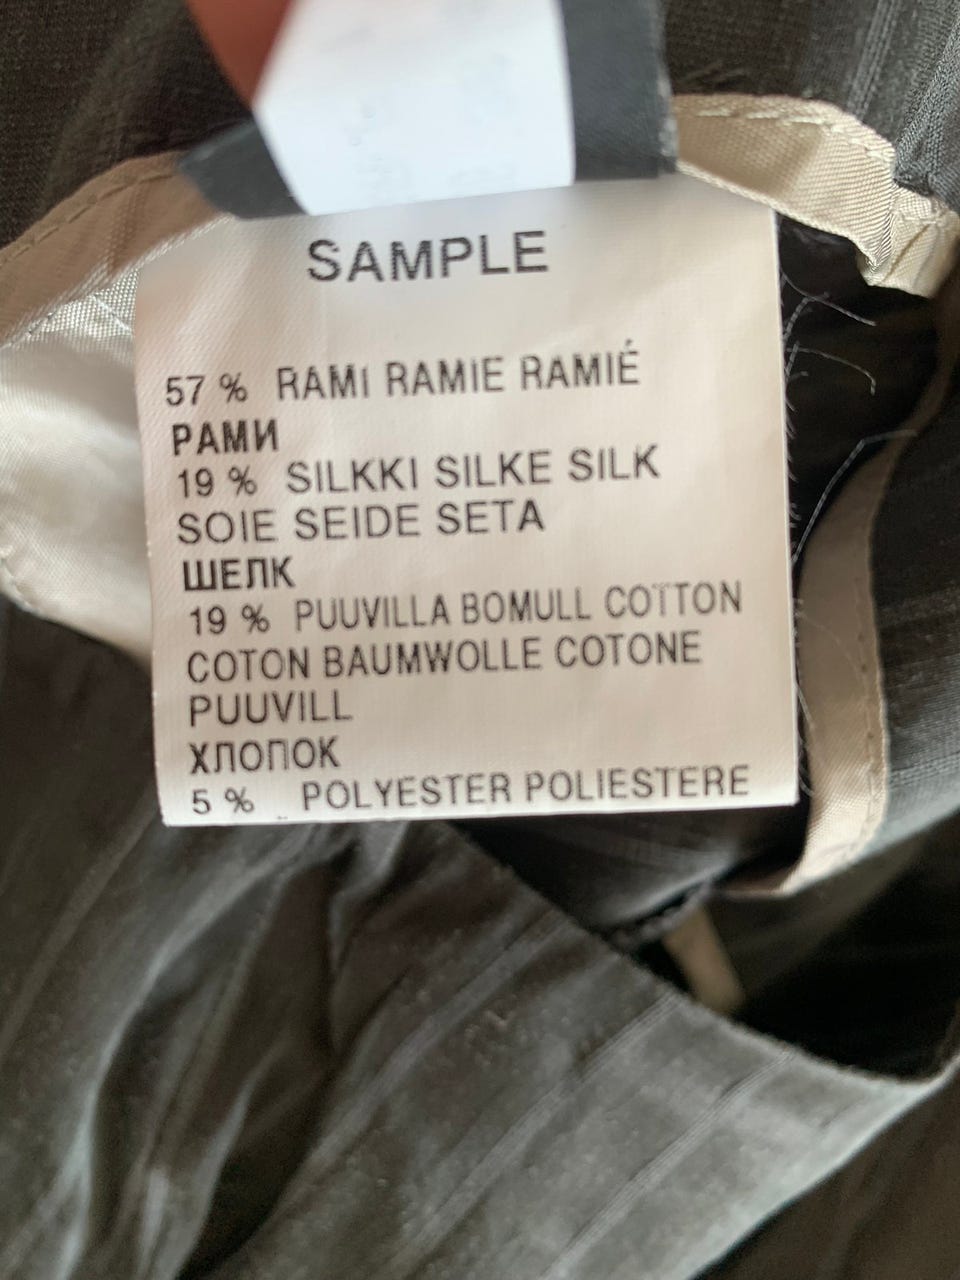 SAMPLE
57 % RAMI RAMIE RAMIÉ
РАМИ
19 % SILKKI SILKE SILK
SOIE SEIDE SETA
ШЕЛК
19 % PUUVILLA BOMULL COTTON
COTON BAUMWOLLE COTONE
PUUVILL
ХЛОПОК
5 % POLYESTER POLIESTERE